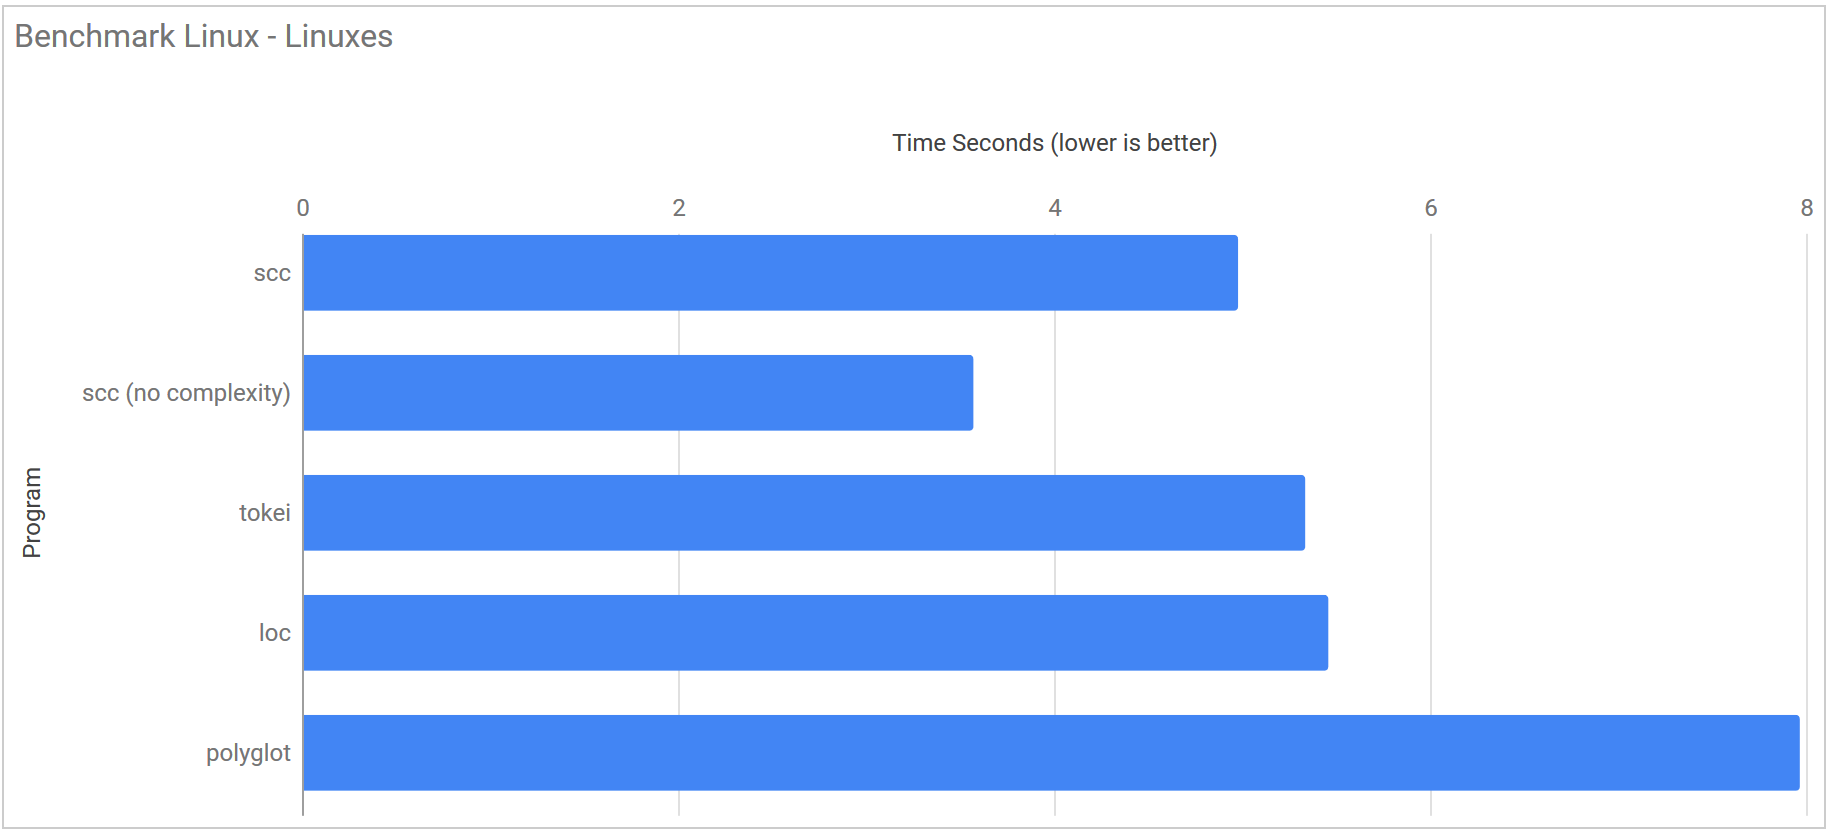 Benchmark Linux - Linuxes
Time Seconds (lower is better)
0 2 4 6 8
scc
scc (no complexity)
tokei
loc
polyglot
Program